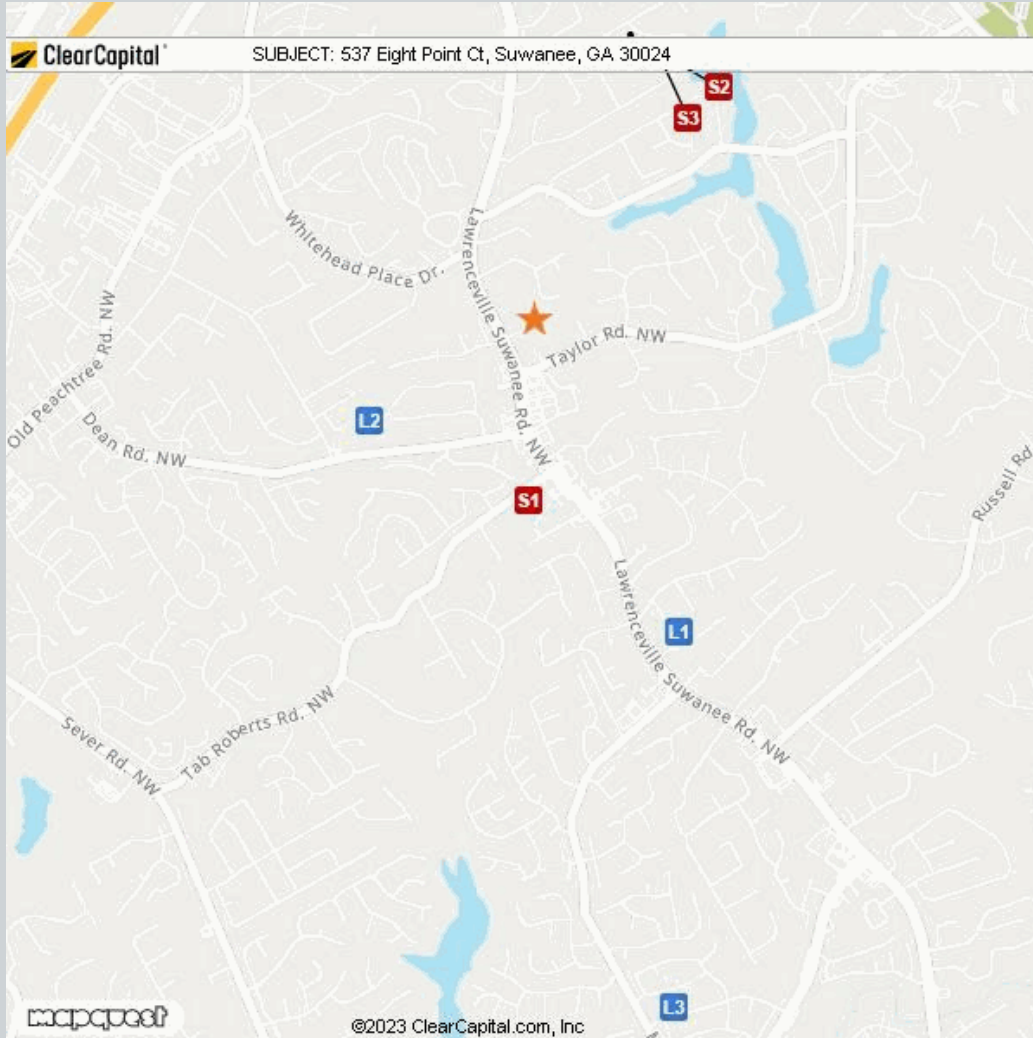 ClearCapital
SUBJECT: 537 Eight Point Ct, Suwanee, GA 30024
S2
S3
Whitehead Place Dr.
Lawrenceville Suwanee Rd. NW
Old Peachtree Rd. NW
Taylor Rd. NW
L2
Dean Rd. NW
S1
Russell Rd
Lawrenceville Suwanee Rd. NW
L1
Sever Rd. NW
Tab Roberts Rd. NW
L3
mapquest
©2023 ClearCapital.com, Inc